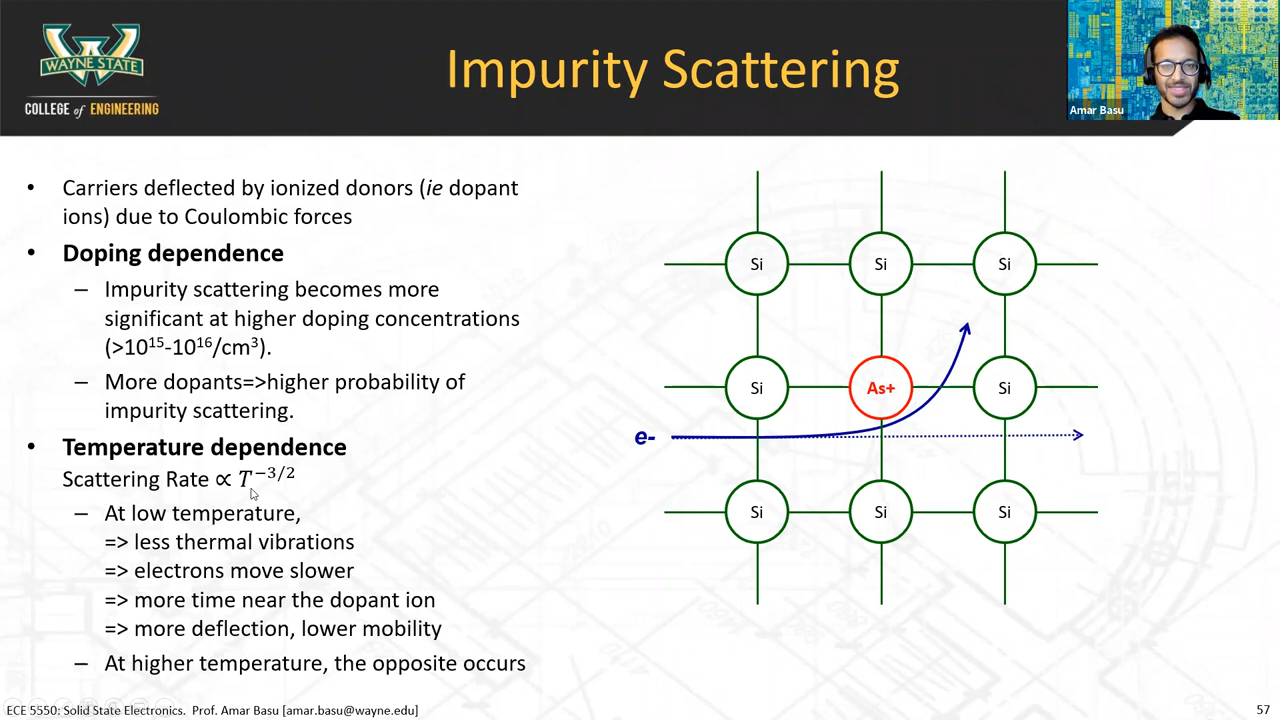 WAYNE STATE
COLLEGE of ENGINEERING
Impurity Scattering
Amar Basu
• Carriers deflected by ionized donors (ie dopant
ions) due to Coulombic forces
• Doping dependence
– Impurity scattering becomes more
significant at higher doping concentrations
(>10¹⁵-10¹⁶/cm³).
– More dopants=>higher probability of
impurity scattering.
• Temperature dependence
Scattering Rate ∝ T⁻³ᐟ²
– At low temperature,
=> less thermal vibrations
=> electrons move slower
=> more time near the dopant ion
=> more deflection, lower mobility
– At higher temperature, the opposite occurs
Si Si Si
Si As+ Si
e-
Si Si Si
ECE 5550: Solid State Electronics. Prof. Amar Basu [amar.basu@wayne.edu]
57